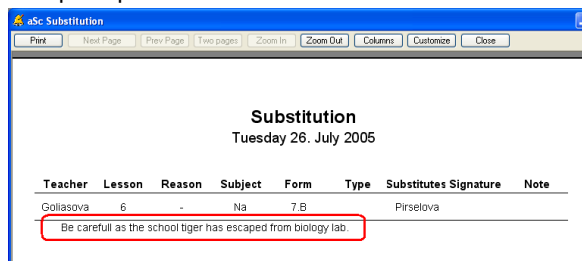 aSc Substitution
Print Next Page Prev Page Two pages Zoom In Zoom Out Columns Customize Close
Substitution
Tuesday 26. July 2005
Teacher Lesson Reason Subject Form Type Substitutes Signature Note
Goliasova 6 - Na 7.B Pirselova
Be carefull as the school tiger has escaped from biology lab.